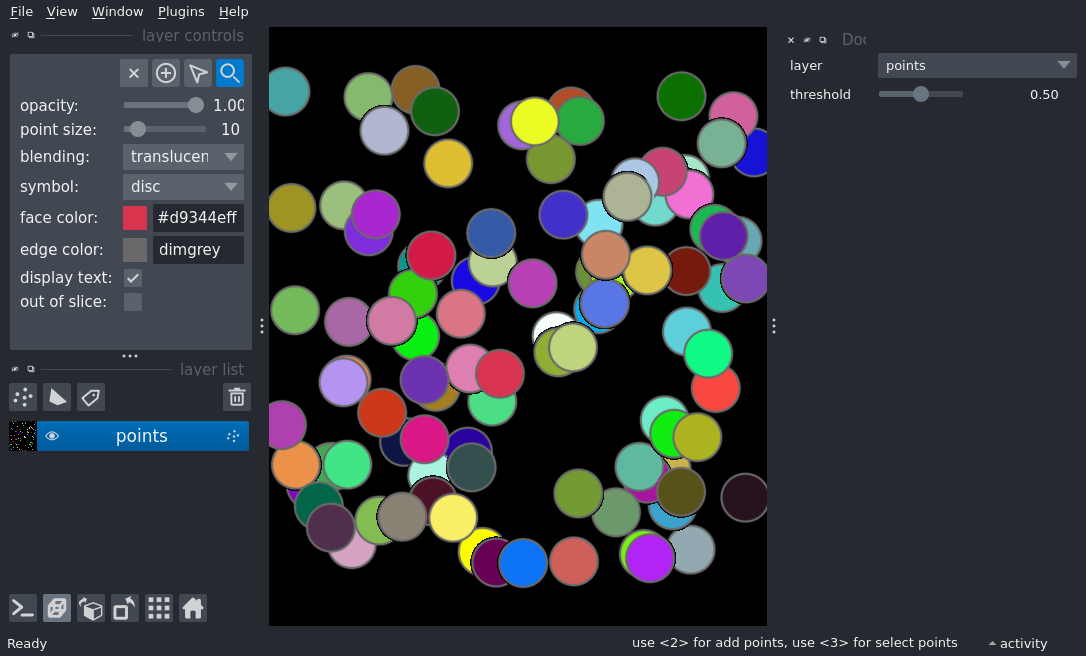 File View Window Plugins Help
layer controls
opacity: 1.00
point size: 10
blending: translucen
symbol: disc
face color: #d9344eff
edge color: dimgrey
display text:
out of slice:
layer list
points
Doc
layer points
threshold 0.50
Ready
use <2> for add points, use <3> for select points
activity